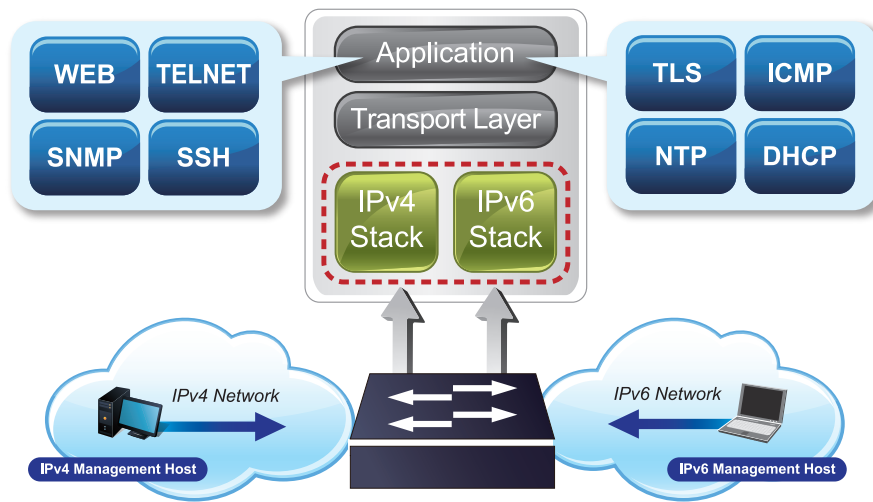 WEB
TELNET
SNMP
SSH
Application
Transport Layer
IPv4
Stack
IPv6
Stack
TLS
ICMP
NTP
DHCP
IPv4 Network
IPv4 Management Host
IPv6 Network
IPv6 Management Host